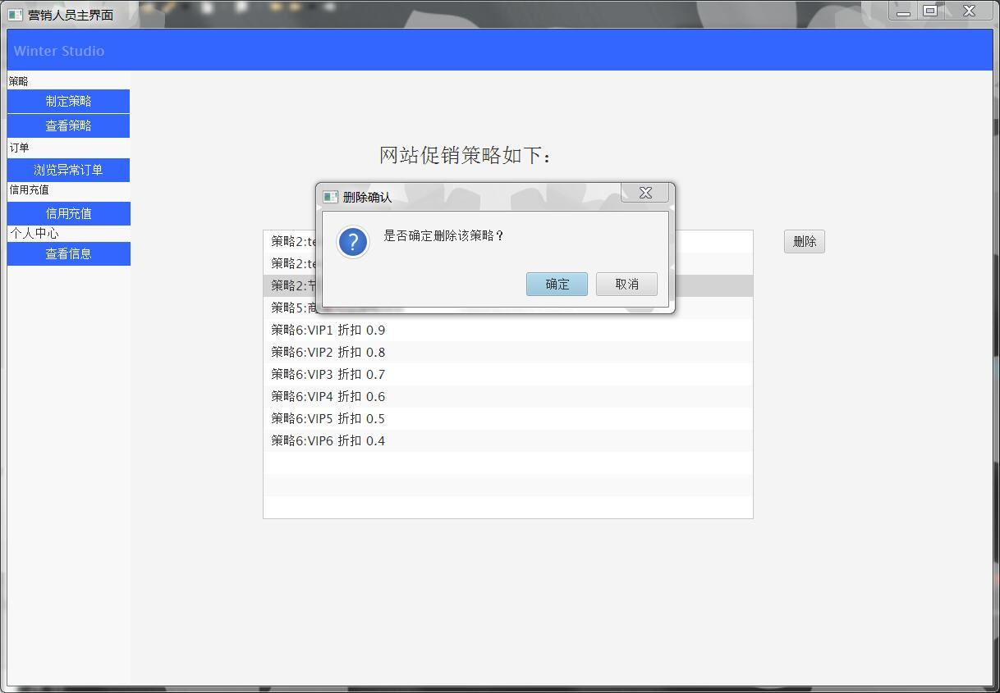 营销人员主界面
Winter Studio
策略
制定策略
查看策略
订单
浏览异常订单
信用充值
信用充值
个人中心
查看信息
网站促销策略如下：
删除确认
是否确定删除该策略？
确定
取消
删除
策略2:te
策略2:te
策略2:节
策略5:商
策略6:VIP1 折扣 0.9
策略6:VIP2 折扣 0.8
策略6:VIP3 折扣 0.7
策略6:VIP4 折扣 0.6
策略6:VIP5 折扣 0.5
策略6:VIP6 折扣 0.4